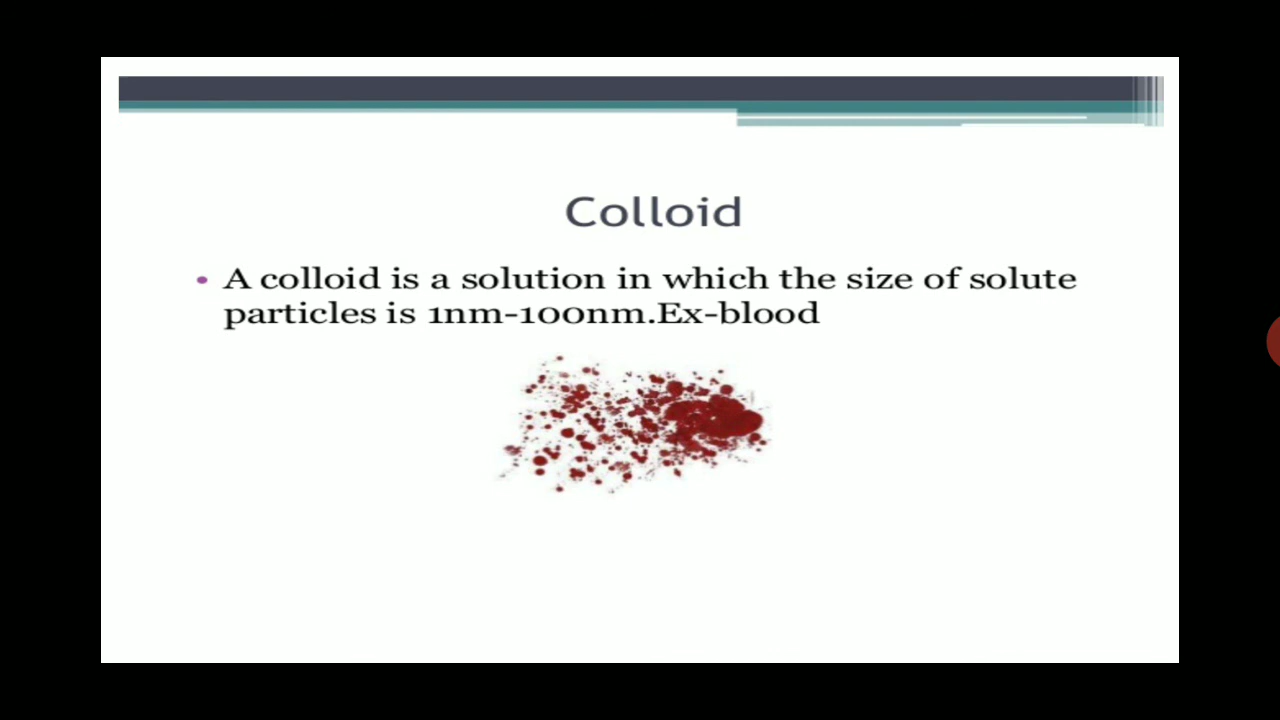 Colloid
• A colloid is a solution in which the size of solute
particles is 1nm-100nm.Ex-blood